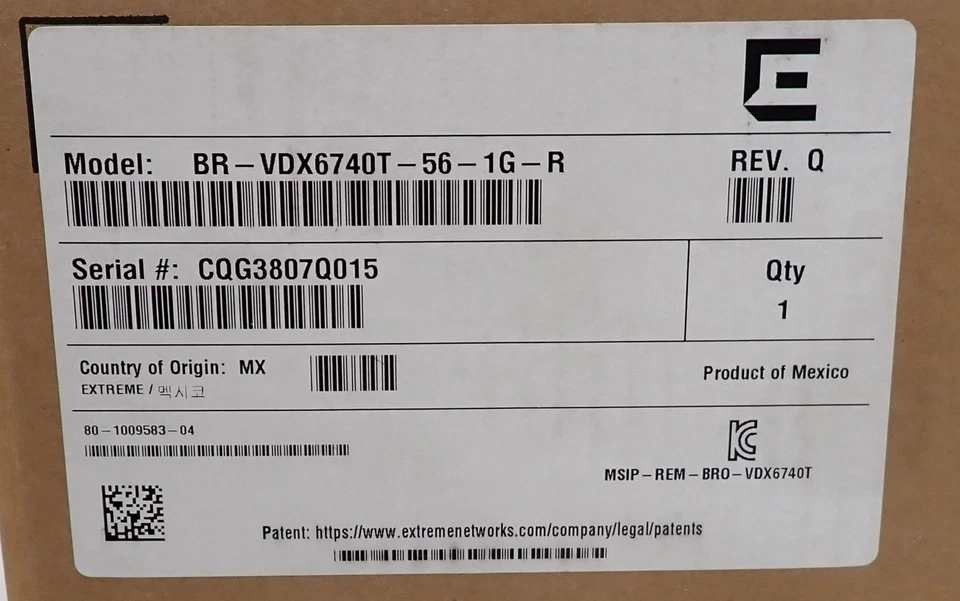 Model: BR-VDX6740T-56-1G-R REV. Q
Serial #: CQG3807Q015
Qty
1
Country of Origin: MX
EXTREME / 멕시코
Product of Mexico
80-1009583-04
MSIP-REM-BRO-VDX6740T
Patent: https://www.extremenetworks.com/company/legal/patents